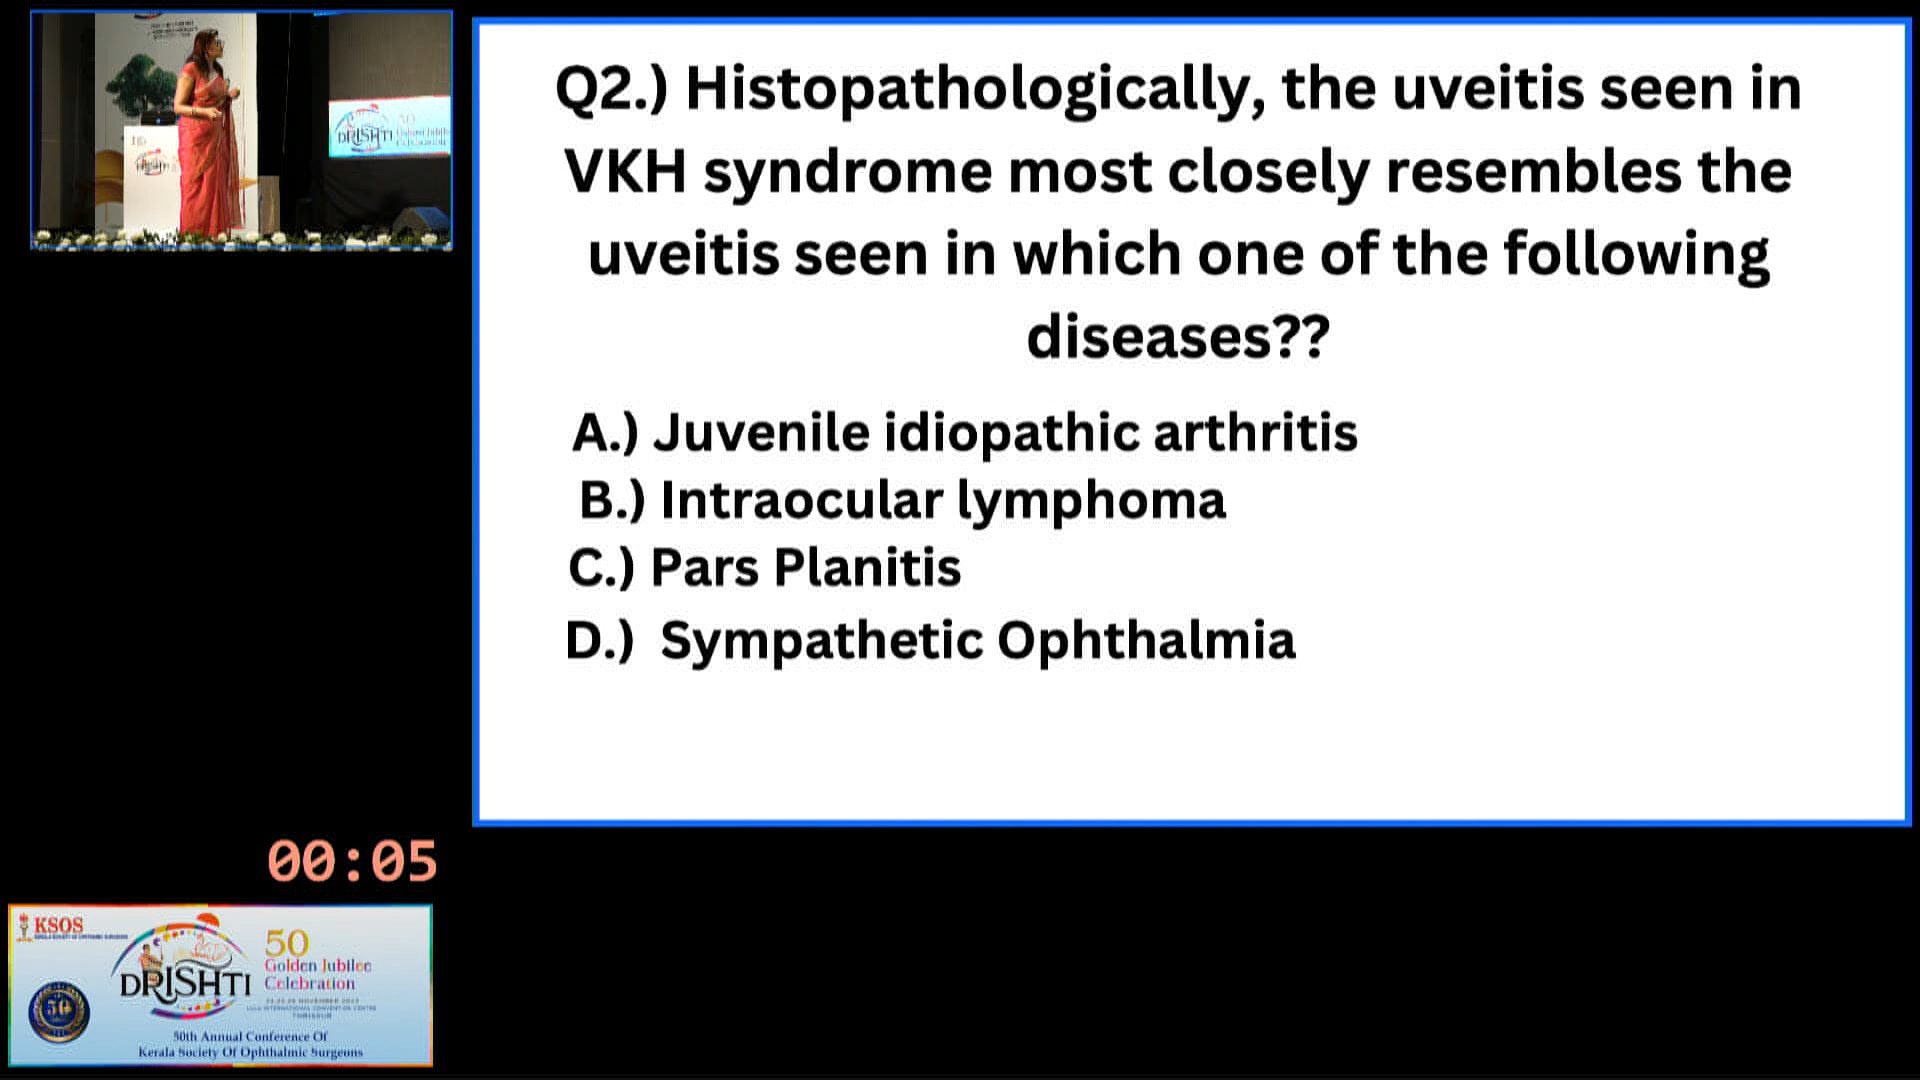 Q2.) Histopathologically, the uveitis seen in
VKH syndrome most closely resembles the
uveitis seen in which one of the following
diseases??
A.) Juvenile idiopathic arthritis
B.) Intraocular lymphoma
C.) Pars Planitis
D.) Sympathetic Ophthalmia
DRISHTI
00:05
KSOS
50
Golden Jubilee
Celebration
DRISHTI
50
50th Annual Conference Of
Kerala Society Of Ophthalmic Surgeons